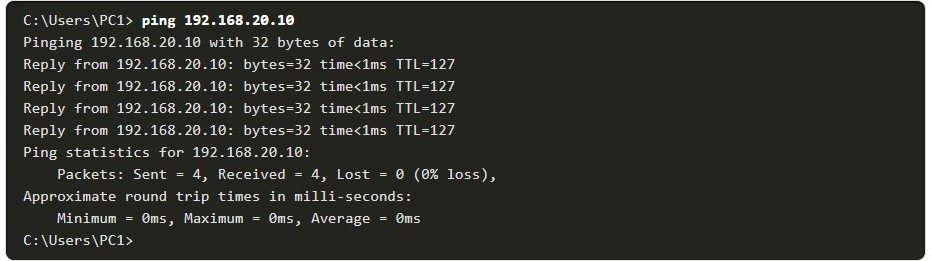 C:\Users\PC1> ping 192.168.20.10
Pinging 192.168.20.10 with 32 bytes of data:
Reply from 192.168.20.10: bytes=32 time<1ms TTL=127
Reply from 192.168.20.10: bytes=32 time<1ms TTL=127
Reply from 192.168.20.10: bytes=32 time<1ms TTL=127
Reply from 192.168.20.10: bytes=32 time<1ms TTL=127
Ping statistics for 192.168.20.10:
    Packets: Sent = 4, Received = 4, Lost = 0 (0% loss),
Approximate round trip times in milli-seconds:
    Minimum = 0ms, Maximum = 0ms, Average = 0ms
C:\Users\PC1>